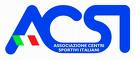 ACSI
ASSOCIAZIONE CENTRI
SPORTIVI ITALIANI